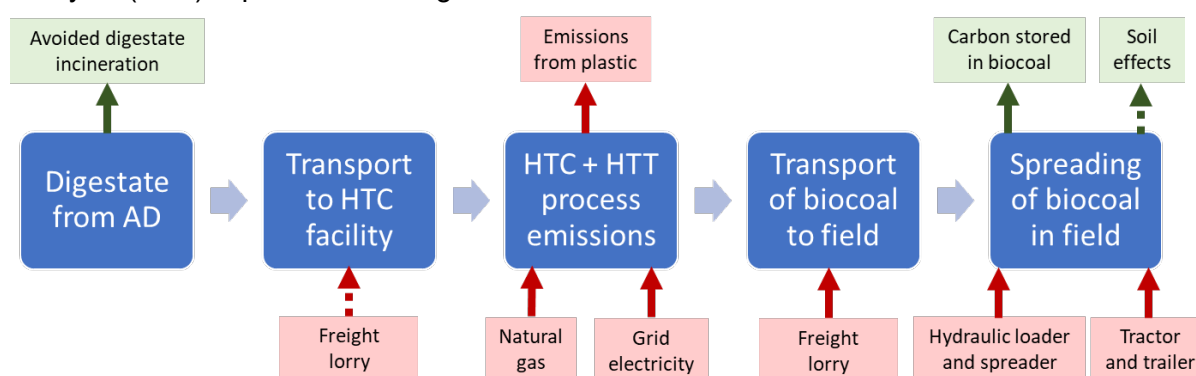 Avoided digestate
incineration
Emissions
from plastic
Carbon stored
in biocoal
Soil
effects
Digestate
from AD
Transport
to HTC
facility
HTC + HTT
process
emissions
Transport
of biocoal
to field
Spreading
of biocoal
in field
Freight
lorry
Natural
gas
Grid
electricity
Freight
lorry
Hydraulic loader
and spreader
Tractor
and trailer